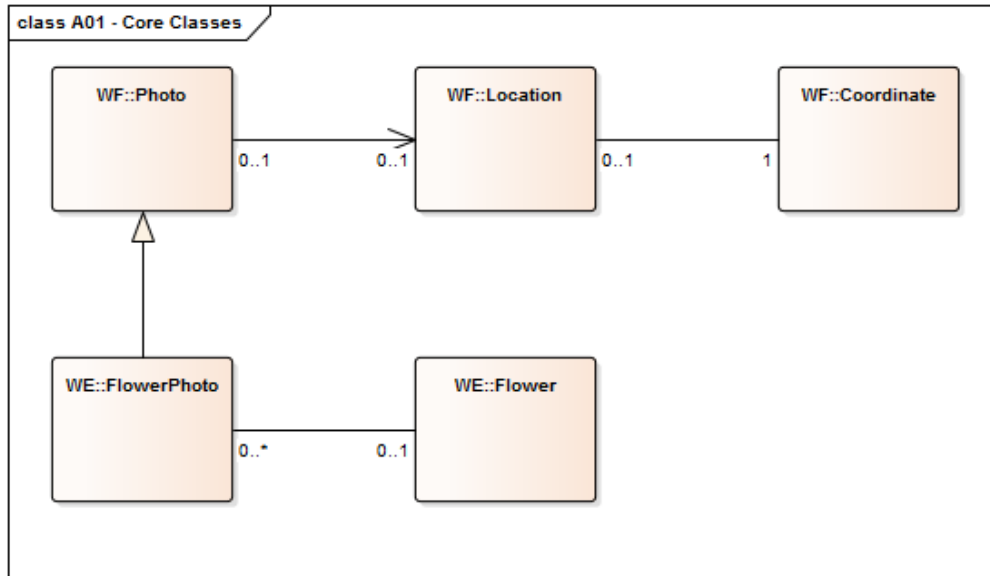 class A01 - Core Classes
WF::Photo
WF::Location
WF::Coordinate
0..1
0..1
0..1
1
WE::FlowerPhoto
WE::Flower
0..*
0..1